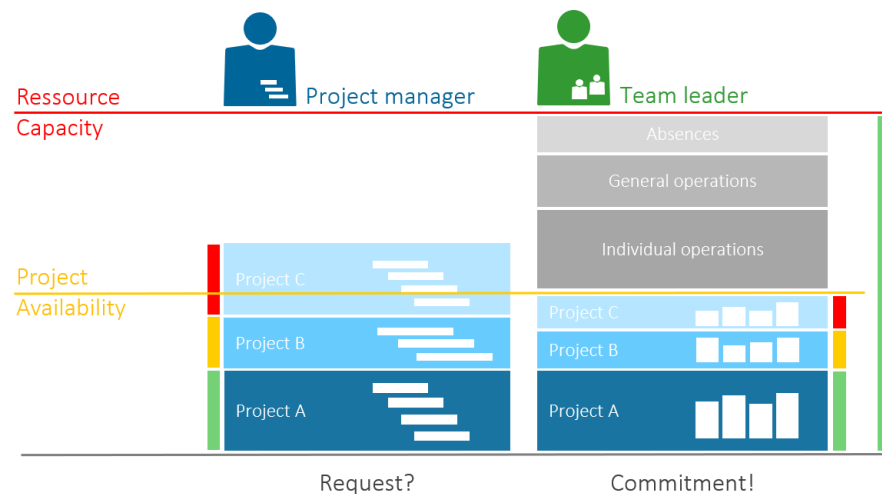 Project manager
Team leader
Ressource
Capacity
Absences
General operations
Individual operations
Project
Availability
Project C
Project B
Project A
Project C
Project B
Project A
Request?
Commitment!